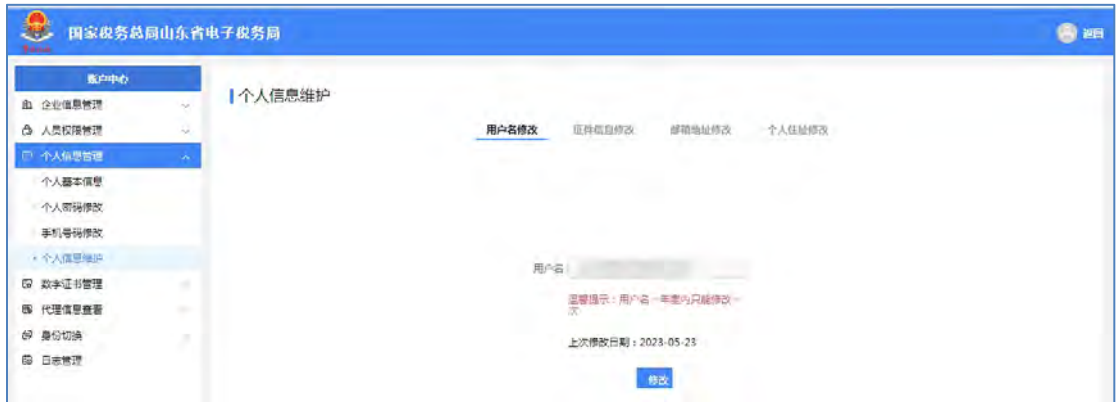 国家税务总局山东省电子税务局
返回
账户中心
企业信息管理
人员权限管理
个人信息管理
个人基本信息
个人密码修改
手机号码修改
个人信息维护
数字证书管理
代理信息查看
身份切换
日志管理
个人信息维护
用户名修改 证件信息修改 邮箱地址修改 个人住址修改
用户名：
温馨提示：用户名一年内只能修改一
次
上次修改日期：2023-05-23
修改